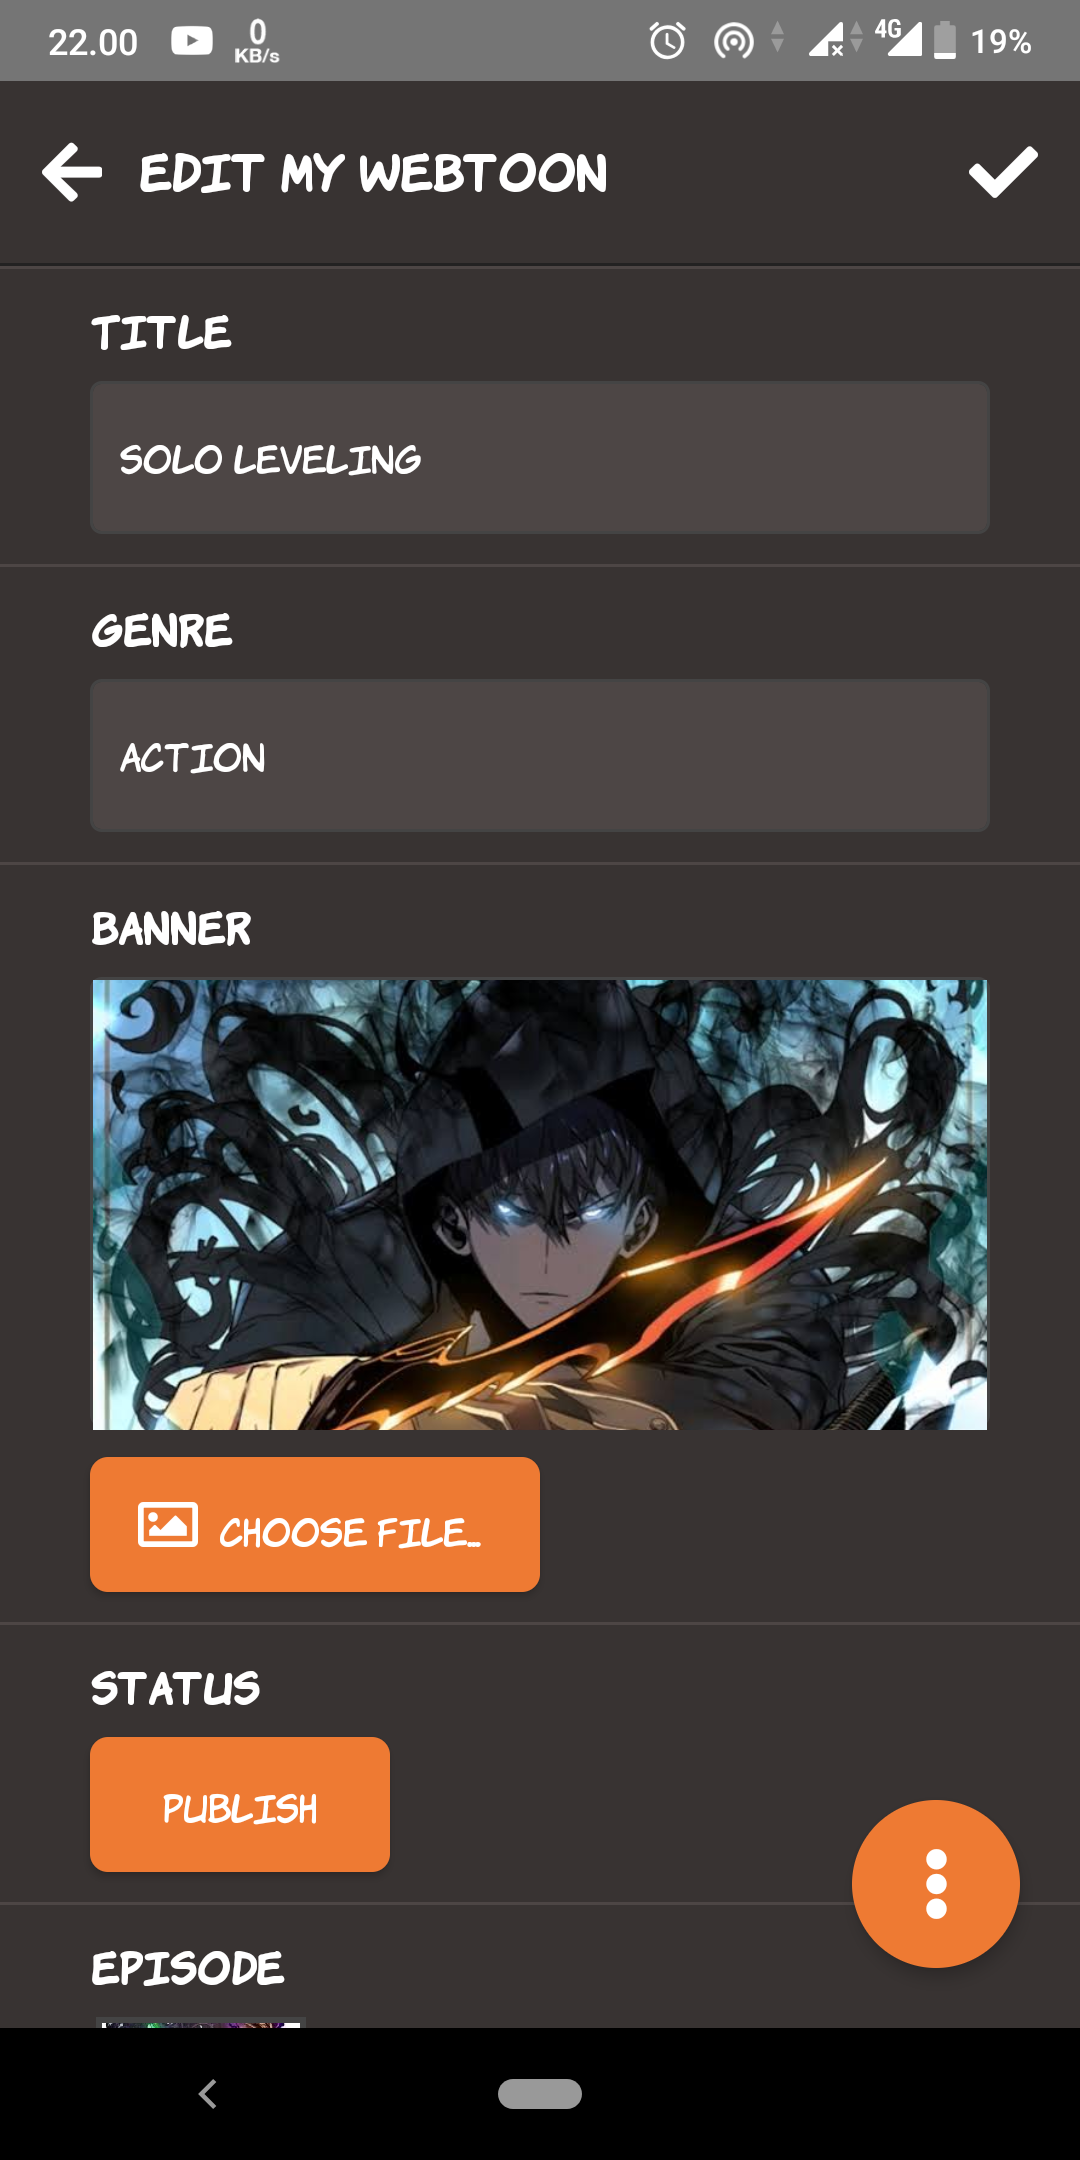 22.00 0 KB/s 4G 19%
EDIT MY WEBTOON
TITLE
SOLO LEVELING
GENRE
ACTION
BANNER
CHOOSE FILE...
STATUS
PUBLISH
EPISODE